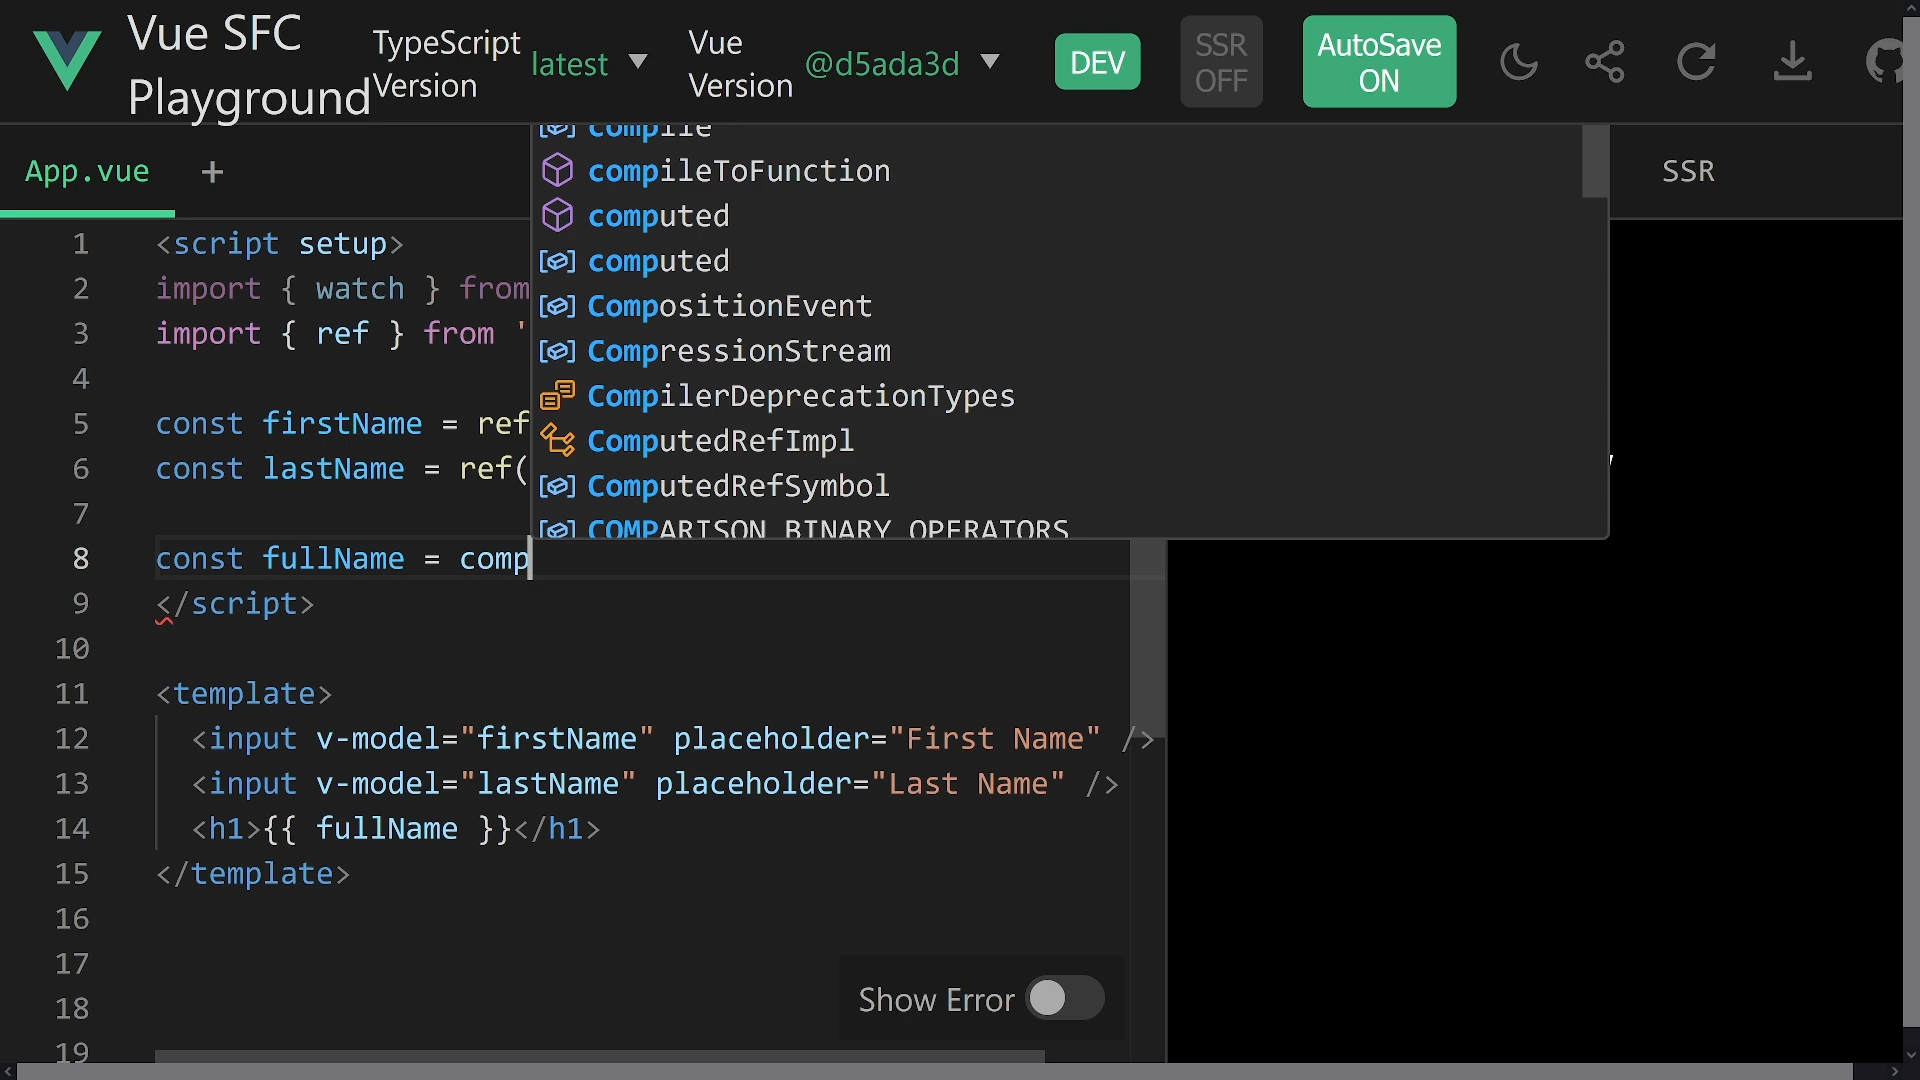 Vue SFC
Playground
TypeScript
Version
latest
Vue
Version
@d5ada3d
DEV
SSR
OFF
AutoSave
ON
App.vue
+
SSR
compile
compileToFunction
computed
computed
CompositionEvent
CompressionStream
CompilerDeprecationTypes
ComputedRefImpl
ComputedRefSymbol
COMPARISON_BINARY_OPERATORS
1 <script setup>
2 import { watch } from
3 import { ref } from '
4
5 const firstName = ref
6 const lastName = ref(
7
8 const fullName = comp
9 </script>
10
11 <template>
12 <input v-model="firstName" placeholder="First Name" />
13 <input v-model="lastName" placeholder="Last Name" />
14 <h1>{{ fullName }}</h1>
15 </template>
16
17
18
19
Show Error